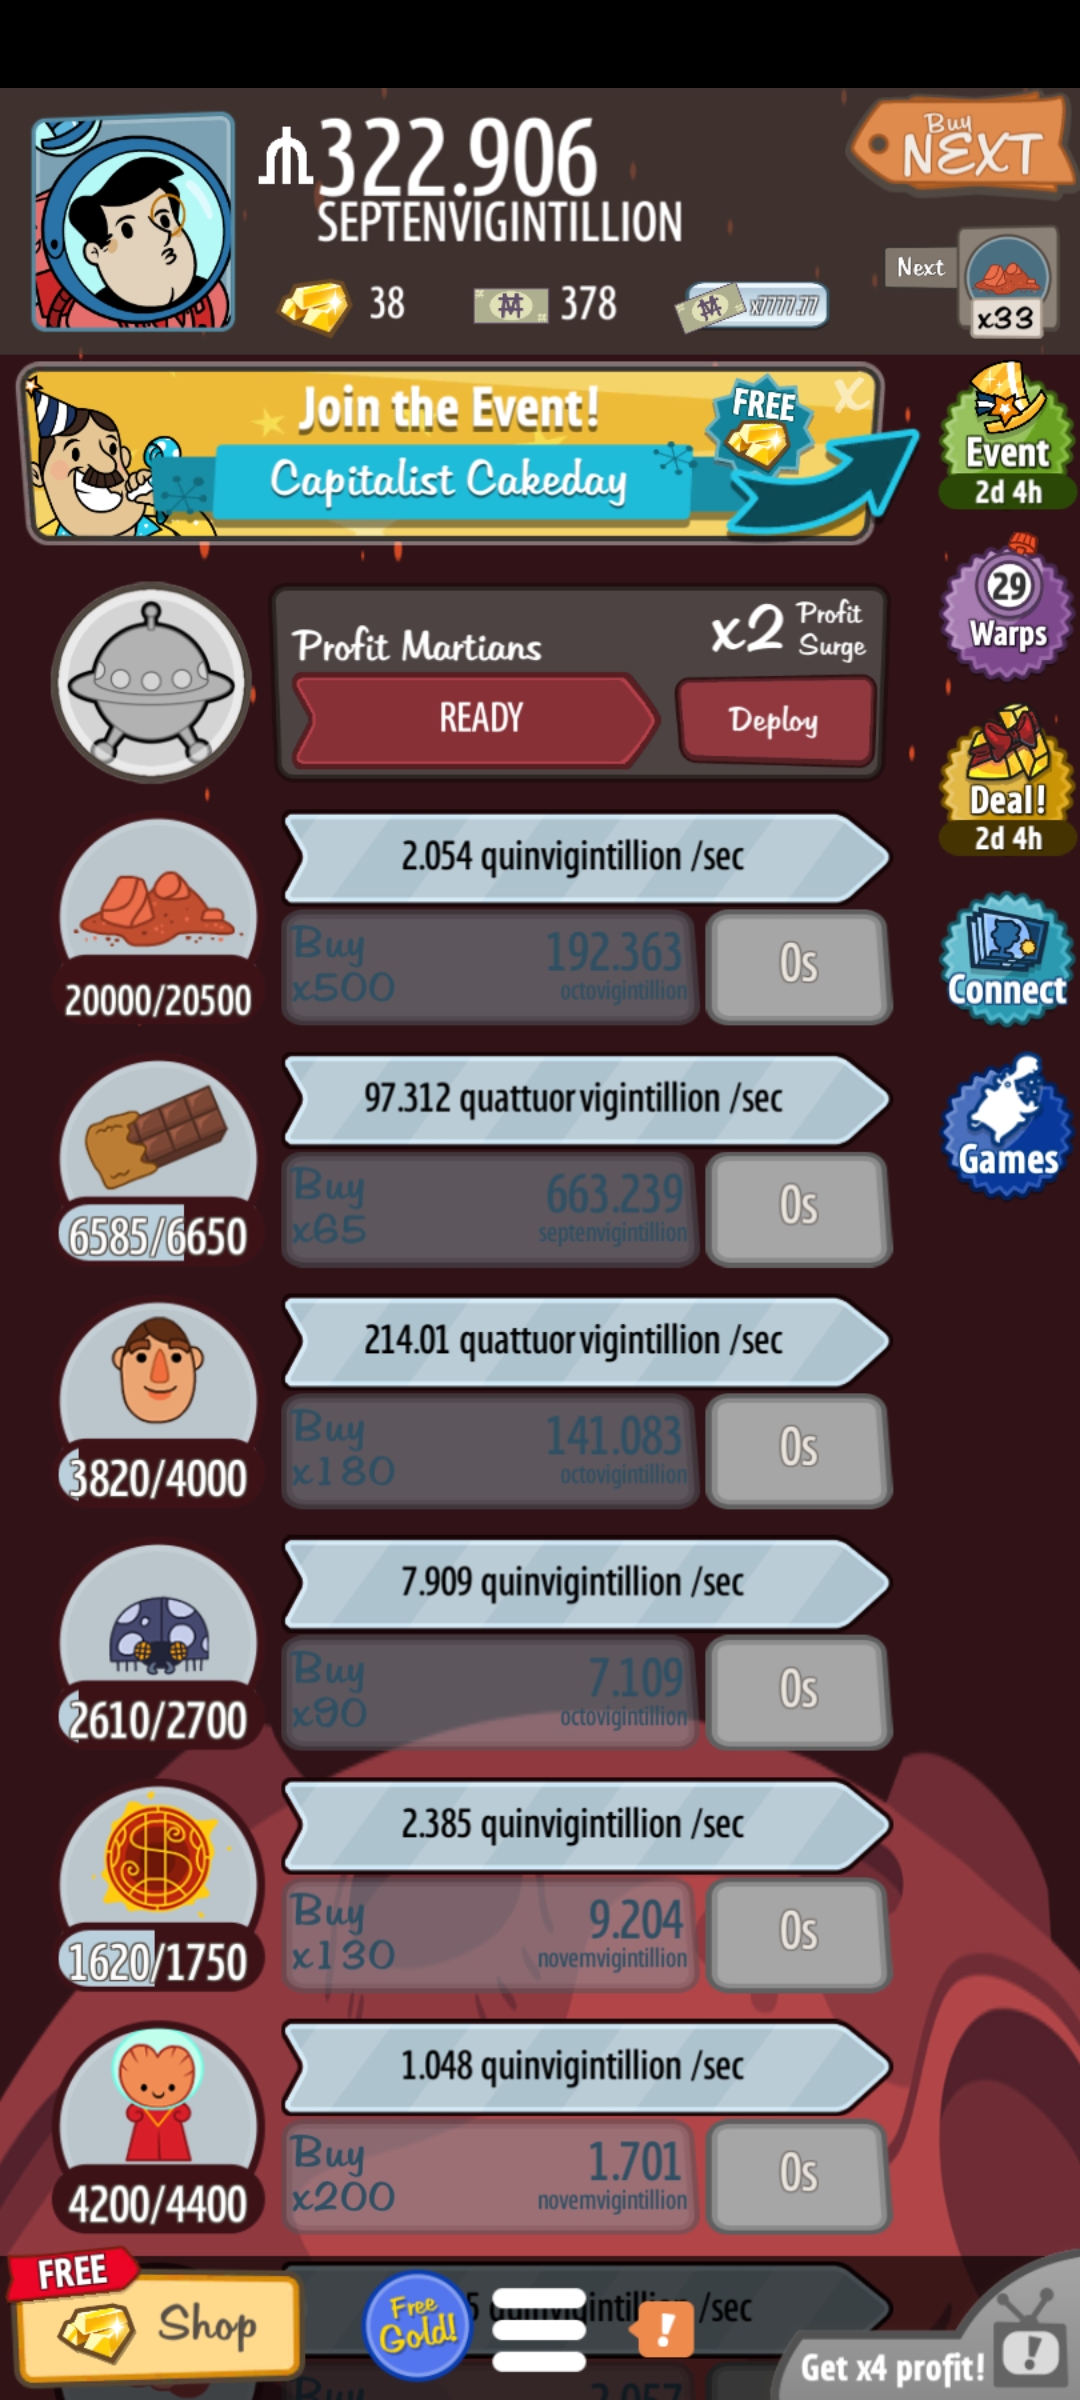 322.906
SEPTENVIGINTILLION
Buy
NEXT
38
378
x7777.77
Next
x33
Join the Event!
Capitalist Cakeday
FREE
x
Event
2d 4h
29
Warps
Profit Martians
x2 Profit
Surge
READY
Deploy
Deal!
2d 4h
2.054 quinvigintillion /sec
Buy
x500
192.363
octovigintillion
0s
20000/20500
Connect
97.312 quattuorvigintillion /sec
Buy
x65
663.239
septenvigintillion
0s
6585/6650
Games
214.01 quattuorvigintillion /sec
Buy
x180
141.083
octovigintillion
0s
3820/4000
7.909 quinvigintillion /sec
Buy
x90
7.109
octovigintillion
0s
2610/2700
2.385 quinvigintillion /sec
Buy
x130
9.204
novemvigintillion
0s
1620/1750
1.048 quinvigintillion /sec
Buy
x200
1.701
novemvigintillion
0s
4200/4400
FREE
Shop
Free
Gold!
/sec
!
Get x4 profit!
!